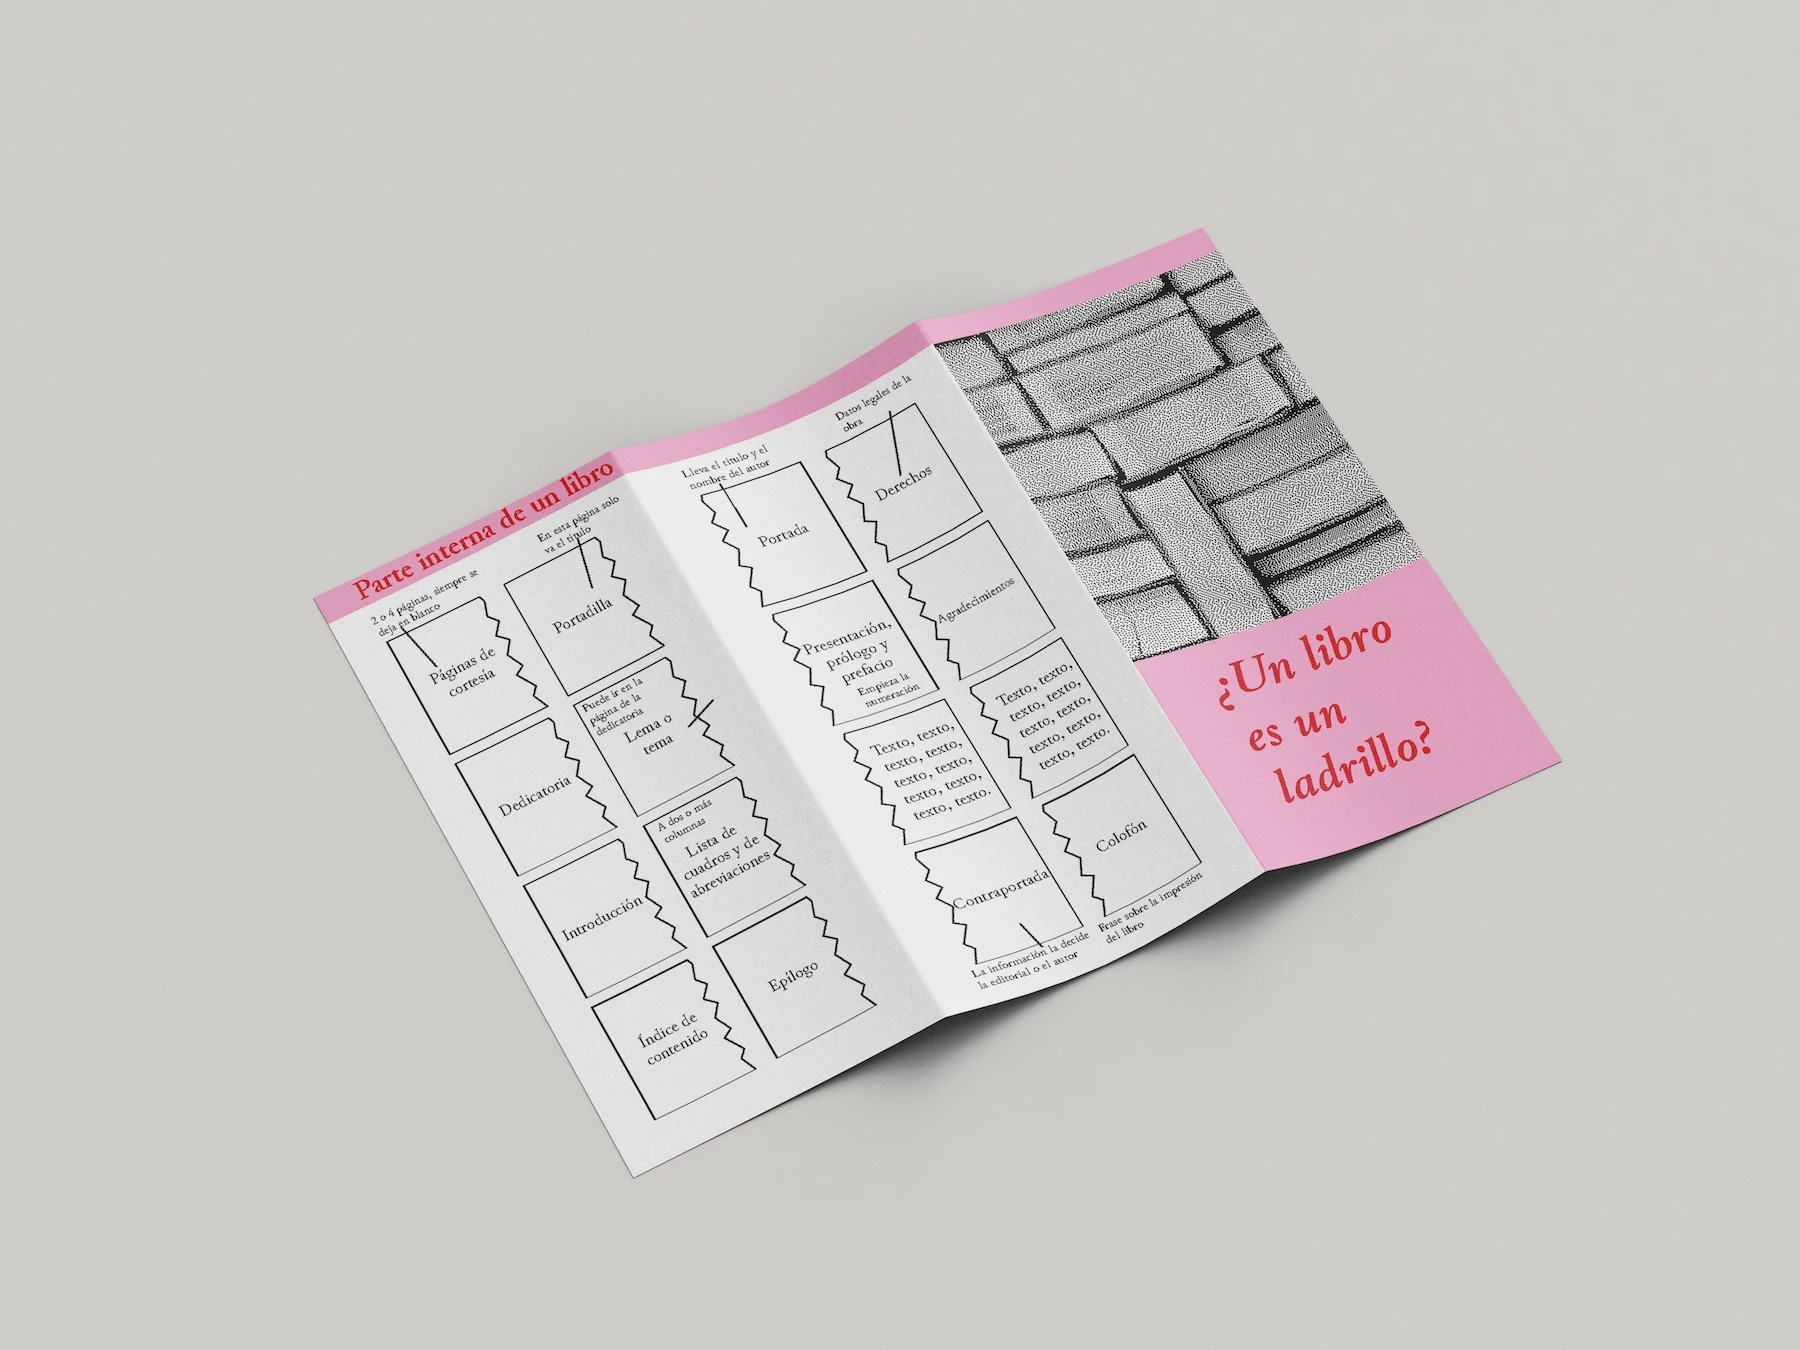 Parte interna de un libro
2 o 4 páginas, siempre se
deja en blanco
Páginas de
cortesía
En esta página solo
va el título
Portadilla
Dedicatoria
Puede ir en la
página de la
dedicatoria
Lema o
tema
Introducción
A dos o más
columnas
Lista de
cuadros y de
abreviaciones
Índice de
contenido
Epílogo
Lleva el título y el
nombre del autor
Portada
Datos legales de la
obra
Derechos
Presentación,
prólogo y
prefacio
Empieza la
numeración
Agradecimientos
Texto, texto,
texto, texto,
texto, texto,
texto, texto,
texto, texto.
Texto, texto,
texto, texto,
texto, texto,
texto, texto,
texto, texto.
Contraportada
La información la decide
la editorial o el autor
Colofón
Frase sobre la impresión
del libro
¿Un libro
es un
ladrillo?